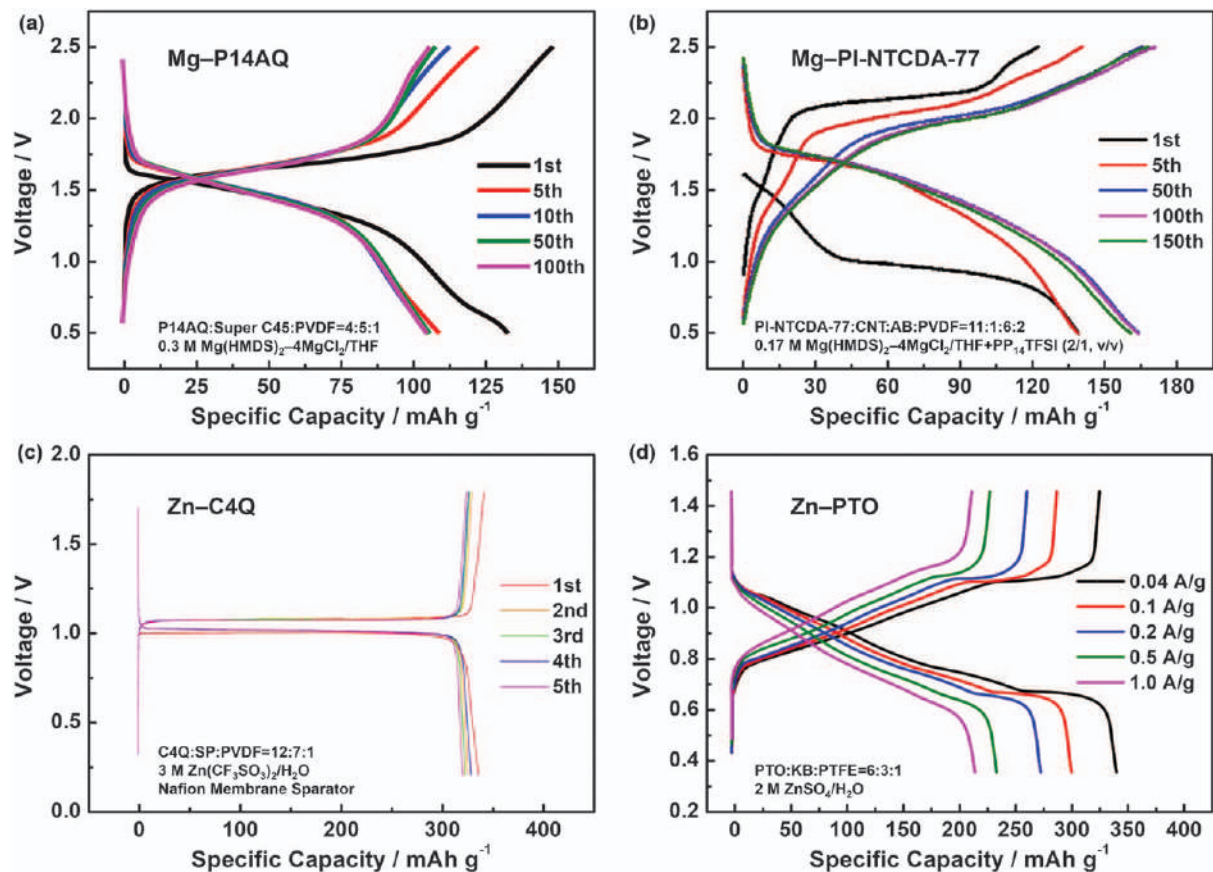 (a)
Mg–P14AQ
2.5
2.0
1.5
1.0
0.5
Voltage / V
1st
5th
10th
50th
100th
P14AQ:Super C45:PVDF=4:5:1
0.3 M Mg(HMDS)₂–4MgCl₂/THF
0 25 50 75 100 125 150
Specific Capacity / mAh g⁻¹
(b)
Mg–PI-NTCDA-77
2.5
2.0
1.5
1.0
0.5
Voltage / V
1st
5th
50th
100th
150th
PI-NTCDA-77:CNT:AB:PVDF=11:1:6:2
0.17 M Mg(HMDS)₂–4MgCl₂/THF+PP₁₄TFSI (2/1, v/v)
0 30 60 90 120 150 180
Specific Capacity / mAh g⁻¹
(c)
Zn–C4Q
2.0
1.5
1.0
0.5
0.0
Voltage / V
1st
2nd
3rd
4th
5th
C4Q:SP:PVDF=12:7:1
3 M Zn(CF₃SO₃)₂/H₂O
Nafion Membrane Sparator
0 100 200 300 400
Specific Capacity / mAh g⁻¹
(d)
Zn–PTO
1.6
1.4
1.2
1.0
0.8
0.6
0.4
0.2
Voltage / V
0.04 A/g
0.1 A/g
0.2 A/g
0.5 A/g
1.0 A/g
PTO:KB:PTFE=6:3:1
2 M ZnSO₄/H₂O
0 50 100 150 200 250 300 350 400
Specific Capacity / mAh g⁻¹